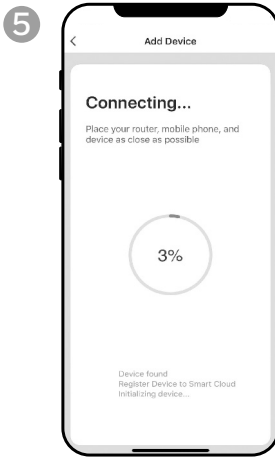 5
Add Device
Connecting...
Place your router, mobile phone, and
device as close as possible
3%
Device found
Register Device to Smart Cloud
Initializing device...